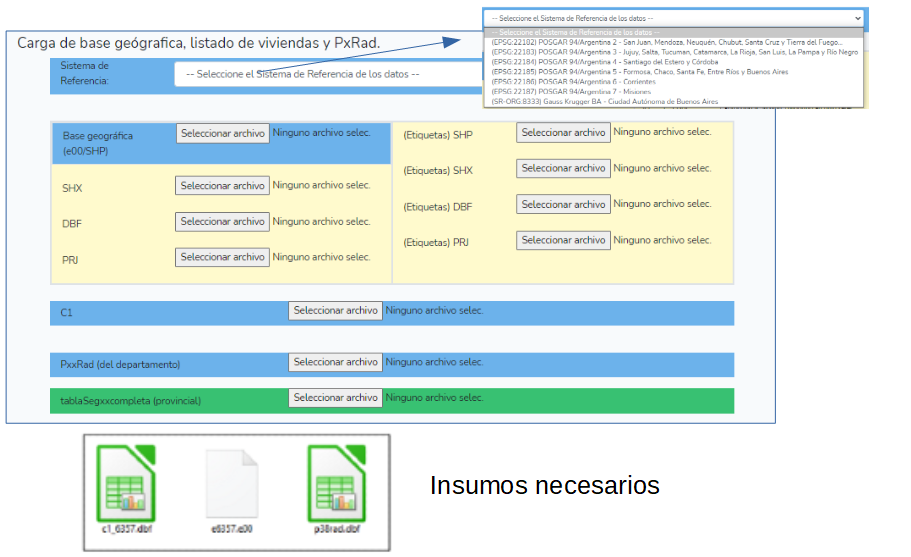 -- Seleccione el Sistema de Referencia de los datos --
-- Seleccione el Sistema de Referencia de los datos --
(EPSG:22182) POSGAR 94/Argentina 2 - San Juan, Mendoza, Neuquén, Chubut, Santa Cruz y Tierra del Fuego...
(EPSG:22183) POSGAR 94/Argentina 3 - Jujuy, Salta, Tucuman, Catamarca, La Rioja, San Luis, La Pampa y Río Negro
(EPSG:22184) POSGAR 94/Argentina 4 - Santiago del Estero y Córdoba
(EPSG:22185) POSGAR 94/Argentina 5 - Formosa, Chaco, Santa Fe, Entre Ríos y Buenos Aires
(EPSG:22186) POSGAR 94/Argentina 6 - Corrientes
(EPSG:22187) POSGAR 94/Argentina 7 - Misiones
(SR-ORG:8333) Gauss Krugger BA - Ciudad Autónoma de Buenos Aires
Carga de base geógrafica, listado de viviendas y PxRad.
Sistema de
Referencia:
-- Seleccione el Sistema de Referencia de los datos --
Base geográfica
(e00/SHP)
Seleccionar archivo Ninguno archivo selec.
SHX
Seleccionar archivo Ninguno archivo selec.
DBF
Seleccionar archivo Ninguno archivo selec.
PRJ
Seleccionar archivo Ninguno archivo selec.
(Etiquetas) SHP
Seleccionar archivo Ninguno archivo selec.
(Etiquetas) SHX
Seleccionar archivo Ninguno archivo selec.
(Etiquetas) DBF
Seleccionar archivo Ninguno archivo selec.
(Etiquetas) PRJ
Seleccionar archivo Ninguno archivo selec.
C1
Seleccionar archivo Ninguno archivo selec.
PxxRad (del departamento)
Seleccionar archivo Ninguno archivo selec.
tablaSegxxcompleta (provincial)
Seleccionar archivo Ninguno archivo selec.
c1_6357.dbf
e6357.e00
p38rad.dbf
Insumos necesarios